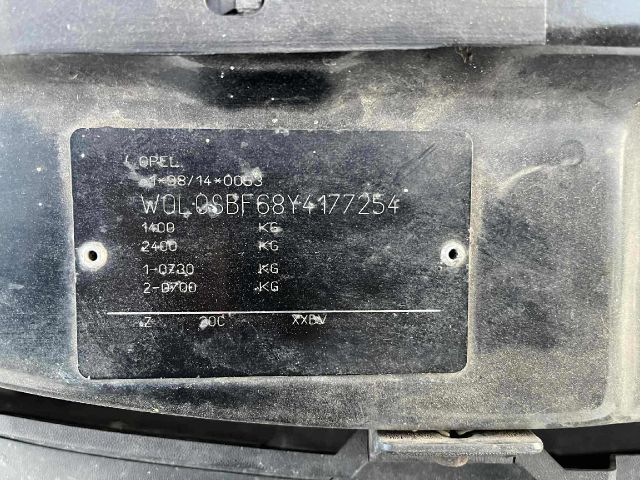 OPEL
e1*98/14*0063
W0L0SBF68Y4177254
1400 KG
2400 KG
1-0730 KG
2-0700 KG
Z 20C XXBV